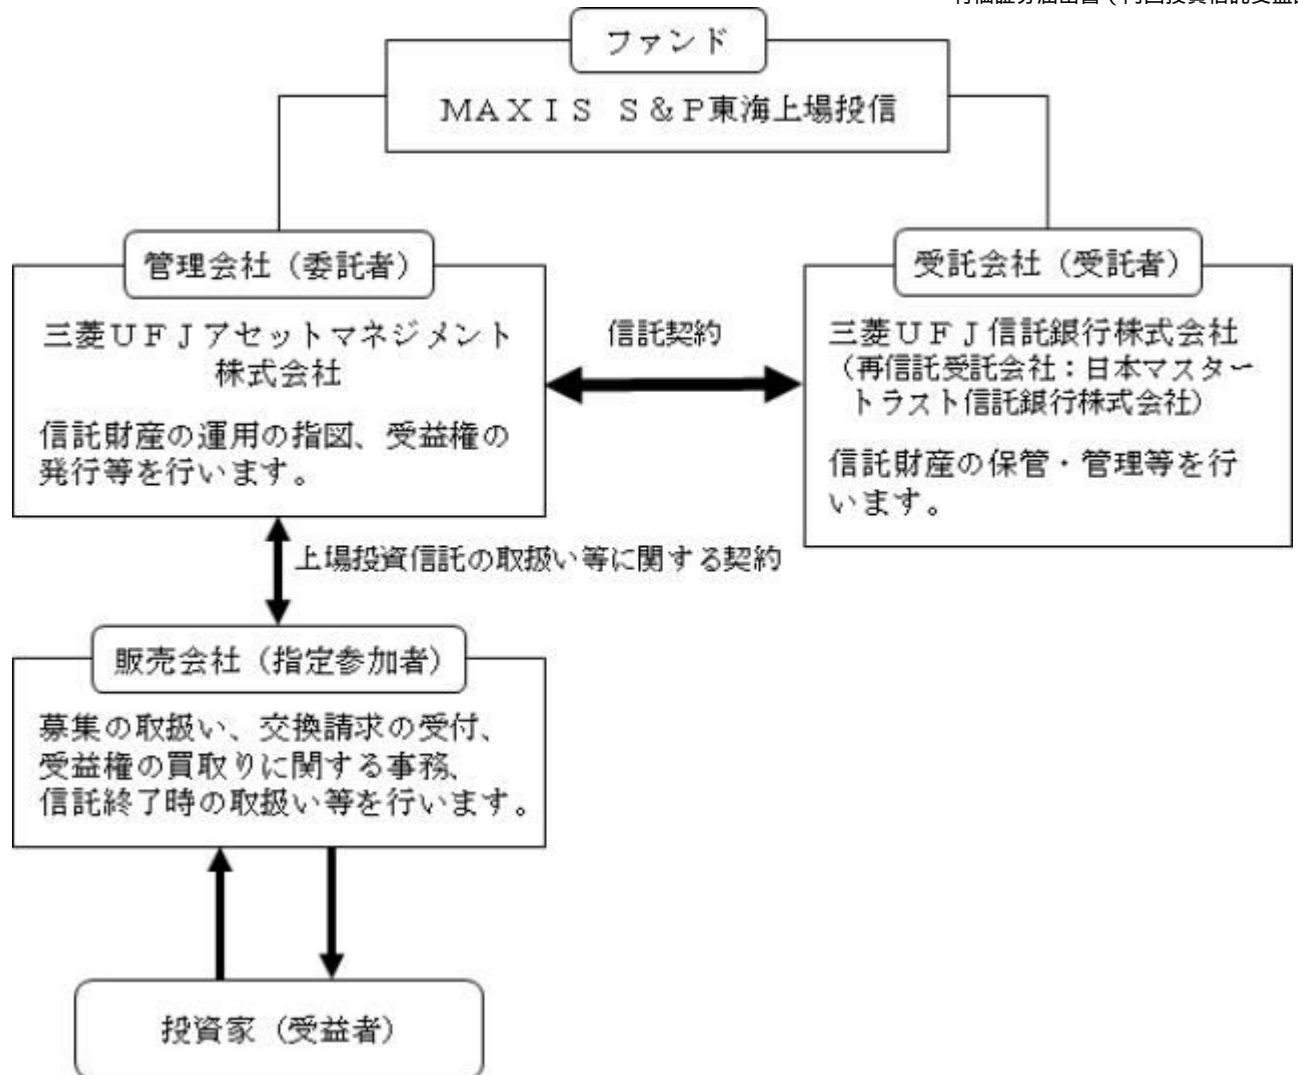 ファンド
ＭＡＸＩＳ Ｓ＆Ｐ東海上場投信
管理会社（委託者）
三菱ＵＦＪアセットマネジメント
株式会社
信託財産の運用の指図、受益権の
発行等を行います。
信託契約
受託会社（受託者）
三菱ＵＦＪ信託銀行株式会社
（再信託受託会社：日本マスター
トラスト信託銀行株式会社）
信託財産の保管・管理等を行
います。
上場投資信託の取扱い等に関する契約
販売会社（指定参加者）
募集の取扱い、交換請求の受付、
受益権の買取りに関する事務、
信託終了時の取扱い等を行います。
投資家（受益者）